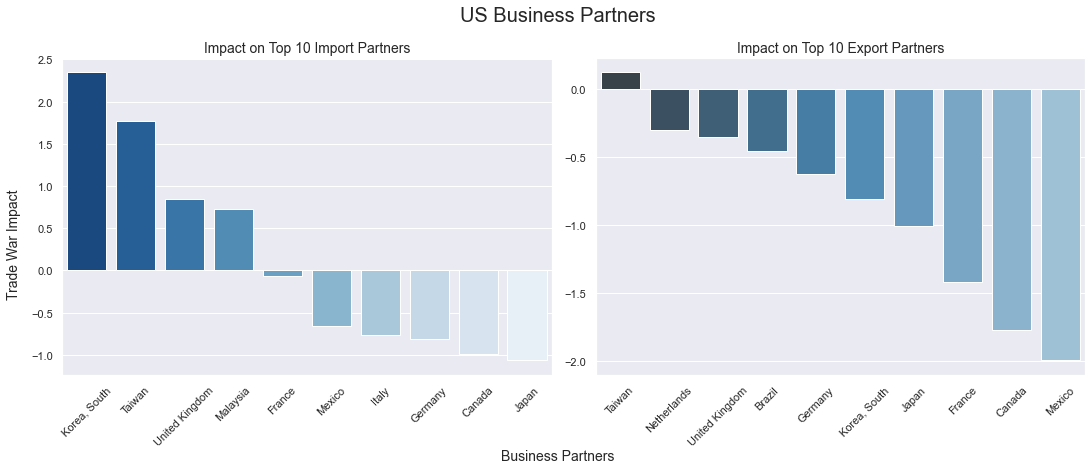 US Business Partners
Impact on Top 10 Import Partners
Trade War Impact
2.5
2.0
1.5
1.0
0.5
0.0
−0.5
−1.0
Korea, South
Taiwan
United Kingdom
Malaysia
France
Mexico
Italy
Germany
Canada
Japan
Impact on Top 10 Export Partners
0.0
−0.5
−1.0
−1.5
−2.0
Taiwan
Netherlands
United Kingdom
Brazil
Germany
Korea, South
Japan
France
Canada
Mexico
Business Partners